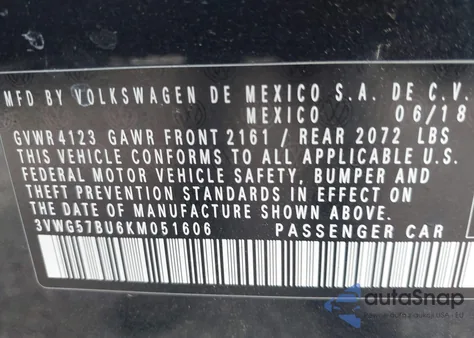 MFD BY VOLKSWAGEN DE MEXICO S.A. DE C.V.
MEXICO 06/18
GVWR 4123 GAWR FRONT 2161 / REAR 2072 LBS
THIS VEHICLE CONFORMS TO ALL APPLICABLE U.S.
FEDERAL MOTOR VEHICLE SAFETY, BUMPER AND
THEFT PREVENTION STANDARDS IN EFFECT ON
THE DATE OF MANUFACTURE SHOWN ABOVE
3VWG57BU6KM051606 PASSENGER CAR
autoSnap